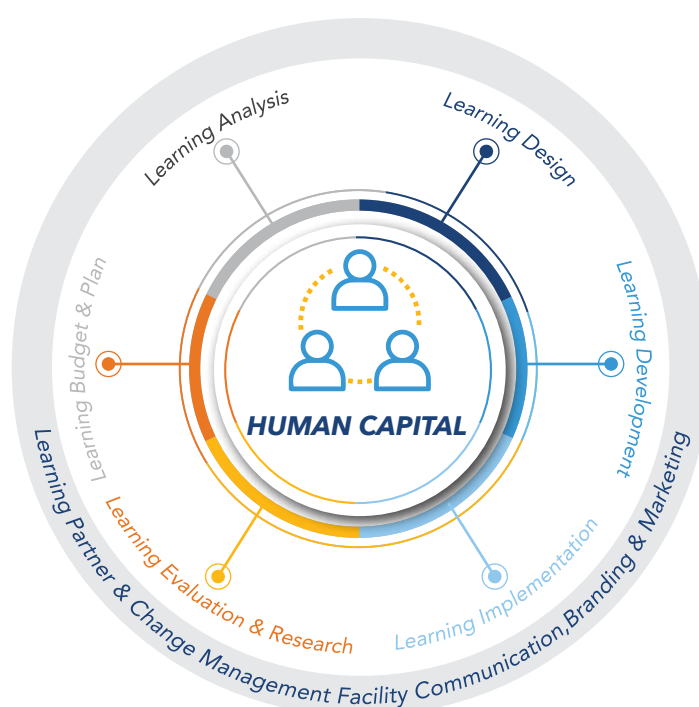 Learning Analysis
Learning Design
Learning Budget & Plan
Learning Development
HUMAN CAPITAL
Learning Evaluation & Research
Learning Implementation
Learning Partner & Change Management Facility Communication,Branding & Marketing